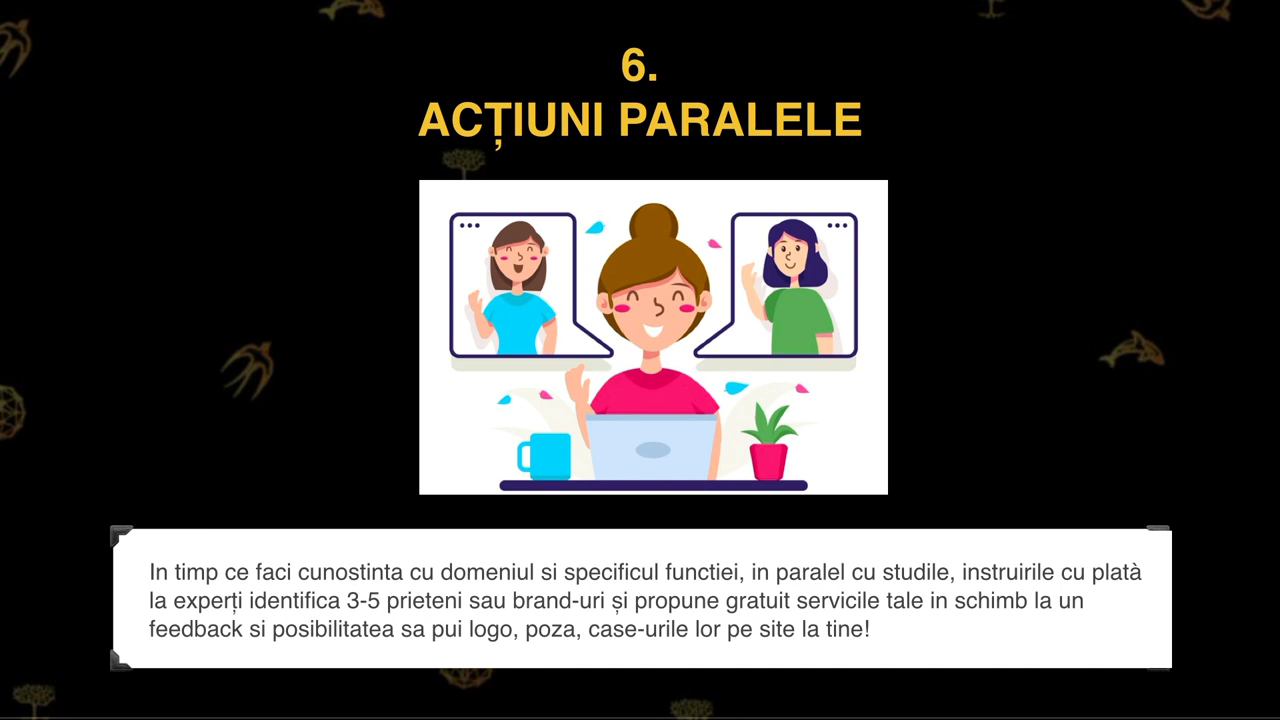 6.
ACȚIUNI PARALELE
In timp ce faci cunostinta cu domeniul si specificul functiei, in paralel cu studile, instruirile cu platà
la experți identifica 3-5 prieteni sau brand-uri și propune gratuit servicile tale in schimb la un
feedback si posibilitatea sa pui logo, poza, case-urile lor pe site la tine!